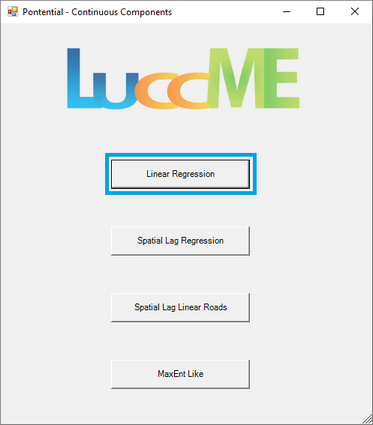 Pontential - Continuous Components
LuccME
Linear Regression
Spatial Lag Regression
Spatial Lag Linear Roads
MaxEnt Like